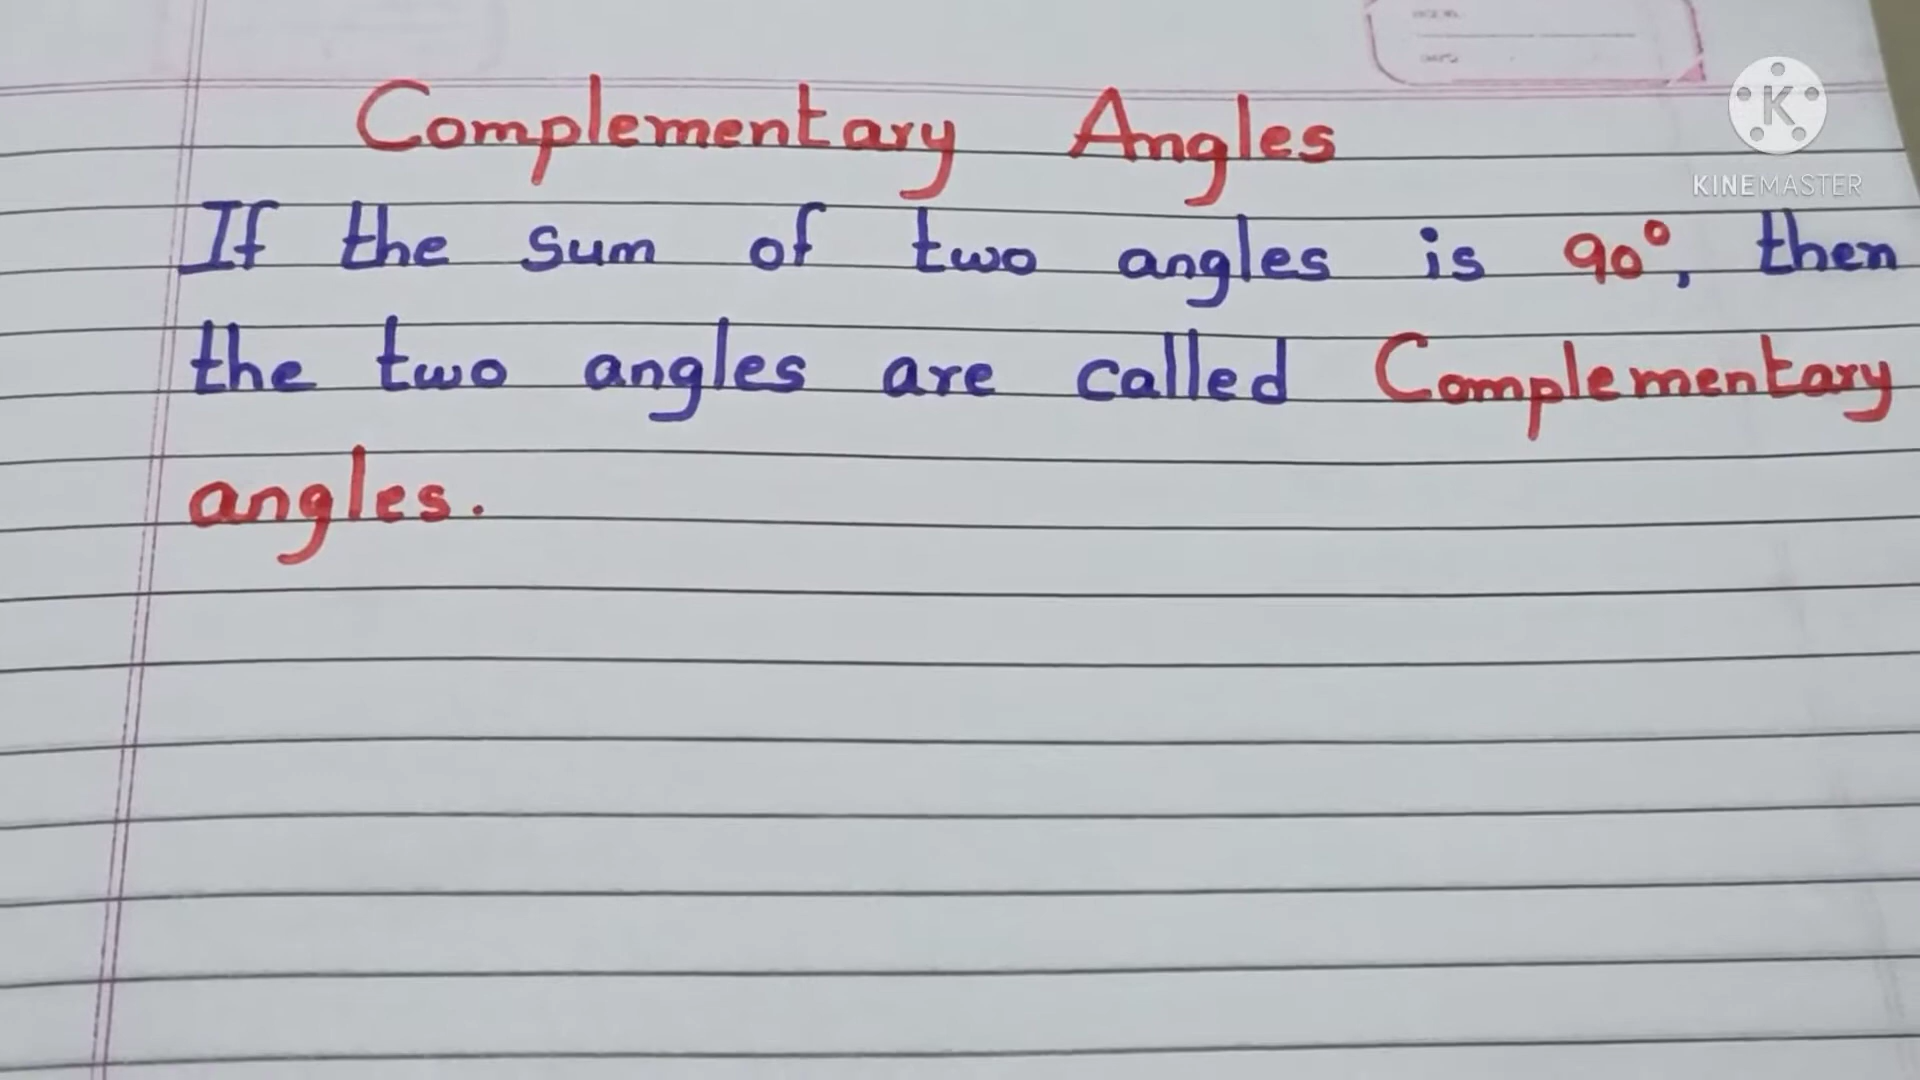 Complementary Angles
KINEMASTER
If the sum of two angles is 90°, then
the two angles are called Complementary
angles.